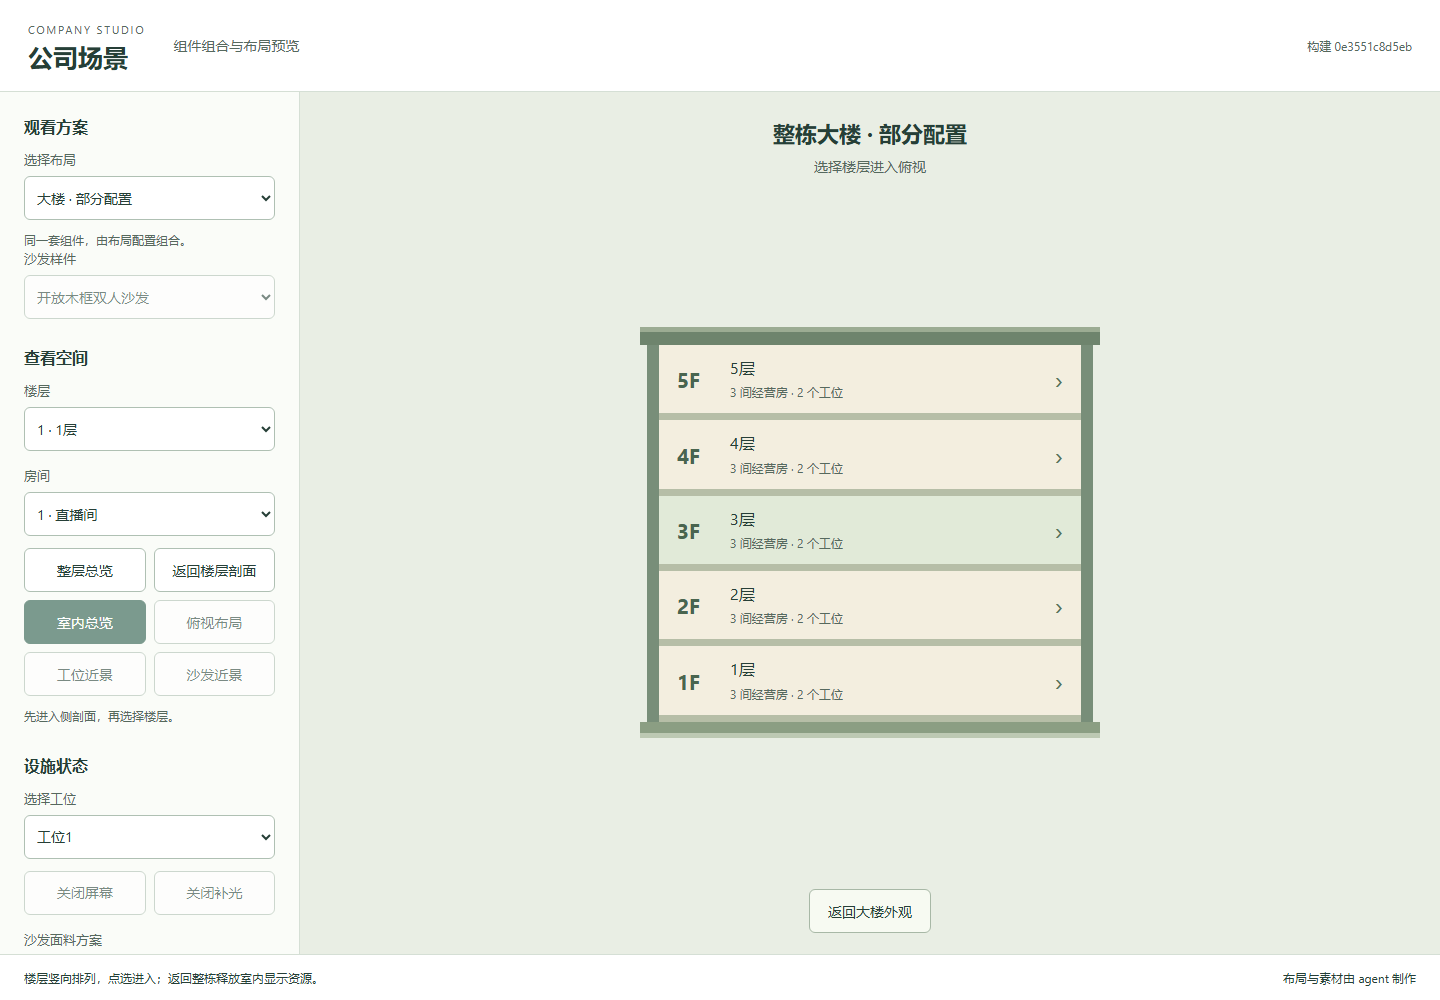 COMPANY STUDIO
公司场景
组件组合与布局预览
构建 0e3551c8d5eb
观看方案
选择布局
大楼 · 部分配置
同一套组件，由布局配置组合。
沙发样件
开放木框双人沙发
查看空间
楼层
1 · 1层
房间
1 · 直播间
整层总览
返回楼层剖面
室内总览
俯视布局
工位近景
沙发近景
先进入侧剖面，再选择楼层。
设施状态
选择工位
工位1
关闭屏幕
关闭补光
沙发面料方案
整栋大楼 · 部分配置
选择楼层进入俯视
5F
5层
3 间经营房 · 2 个工位
›
4F
4层
3 间经营房 · 2 个工位
›
3F
3层
3 间经营房 · 2 个工位
›
2F
2层
3 间经营房 · 2 个工位
›
1F
1层
3 间经营房 · 2 个工位
›
返回大楼外观
楼层竖向排列，点选进入；返回整栋释放室内显示资源。
布局与素材由 agent 制作